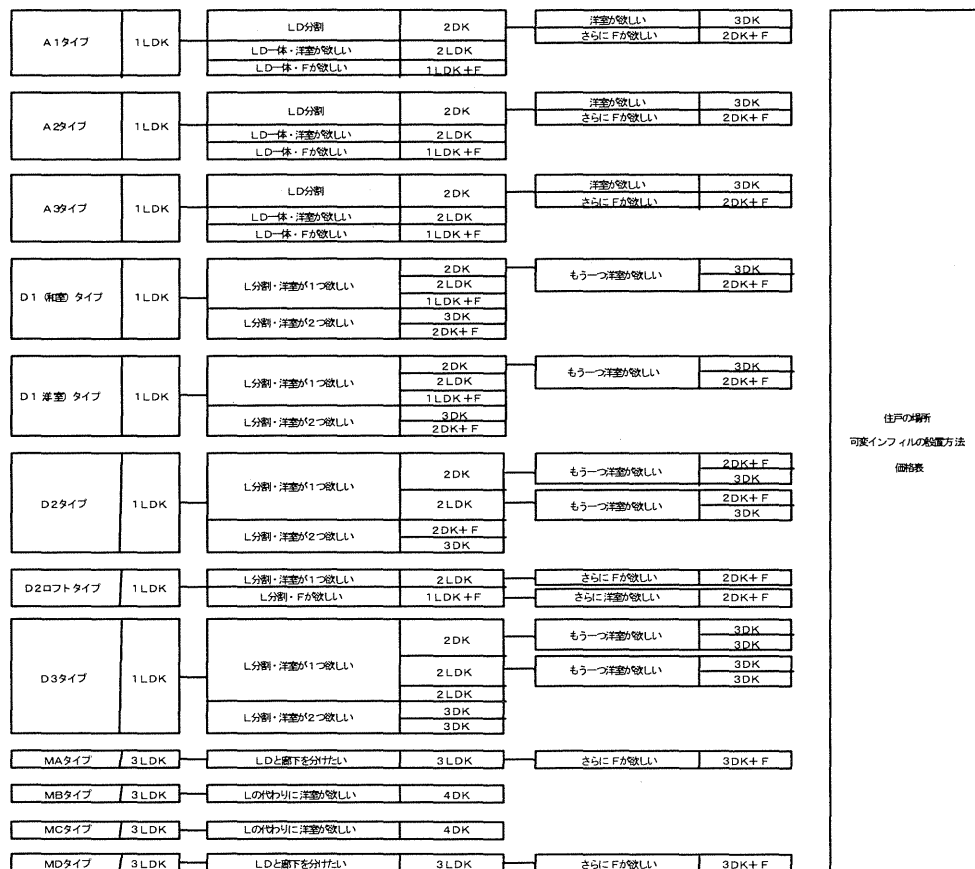 A1タイプ 1LDK LD分割 2DK 洋室が欲しい 3DK
さらにFが欲しい 2DK+F
LD一体・洋室が欲しい 2LDK
LD一体・Fが欲しい 1LDK+F
A2タイプ 1LDK LD分割 2DK 洋室が欲しい 3DK
さらにFが欲しい 2DK+F
LD一体・洋室が欲しい 2LDK
LD一体・Fが欲しい 1LDK+F
A3タイプ 1LDK LD分割 2DK 洋室が欲しい 3DK
さらにFが欲しい 2DK+F
LD一体・洋室が欲しい 2LDK
LD一体・Fが欲しい 1LDK+F
D1(和室)タイプ 1LDK L分割・洋室が1つ欲しい 2DK もう一つ洋室が欲しい 3DK
2LDK 2DK+F
1LDK+F
L分割・洋室が2つ欲しい 3DK
2DK+F
D1洋室)タイプ 1LDK L分割・洋室が1つ欲しい 2DK もう一つ洋室が欲しい 3DK
2LDK 2DK+F
1LDK+F
L分割・洋室が2つ欲しい 3DK
2DK+F
D2タイプ 1LDK L分割・洋室が1つ欲しい 2DK もう一つ洋室が欲しい 2DK+F
3DK
2LDK もう一つ洋室が欲しい 2DK+F
3DK
L分割・洋室が2つ欲しい 2DK+F
3DK
D2ロフトタイプ 1LDK L分割・洋室が1つ欲しい 2LDK さらにFが欲しい 2DK+F
L分割・Fが欲しい 1LDK+F さらに洋室が欲しい 2DK+F
D3タイプ 1LDK L分割・洋室が1つ欲しい 2DK もう一つ洋室が欲しい 3DK
3DK
2LDK もう一つ洋室が欲しい 3DK
3DK
2LDK
L分割・洋室が2つ欲しい 3DK
3DK
MAタイプ 3LDK LDと廊下を分けたい 3LDK さらにFが欲しい 3DK+F
MBタイプ 3LDK Lの代わりに洋室が欲しい 4DK
MCタイプ 3LDK Lの代わりに洋室が欲しい 4DK
MDタイプ 3LDK LDと廊下を分けたい 3LDK さらにFが欲しい 3DK+F
住戸の場所
可変インフィルの設置方法
価格表